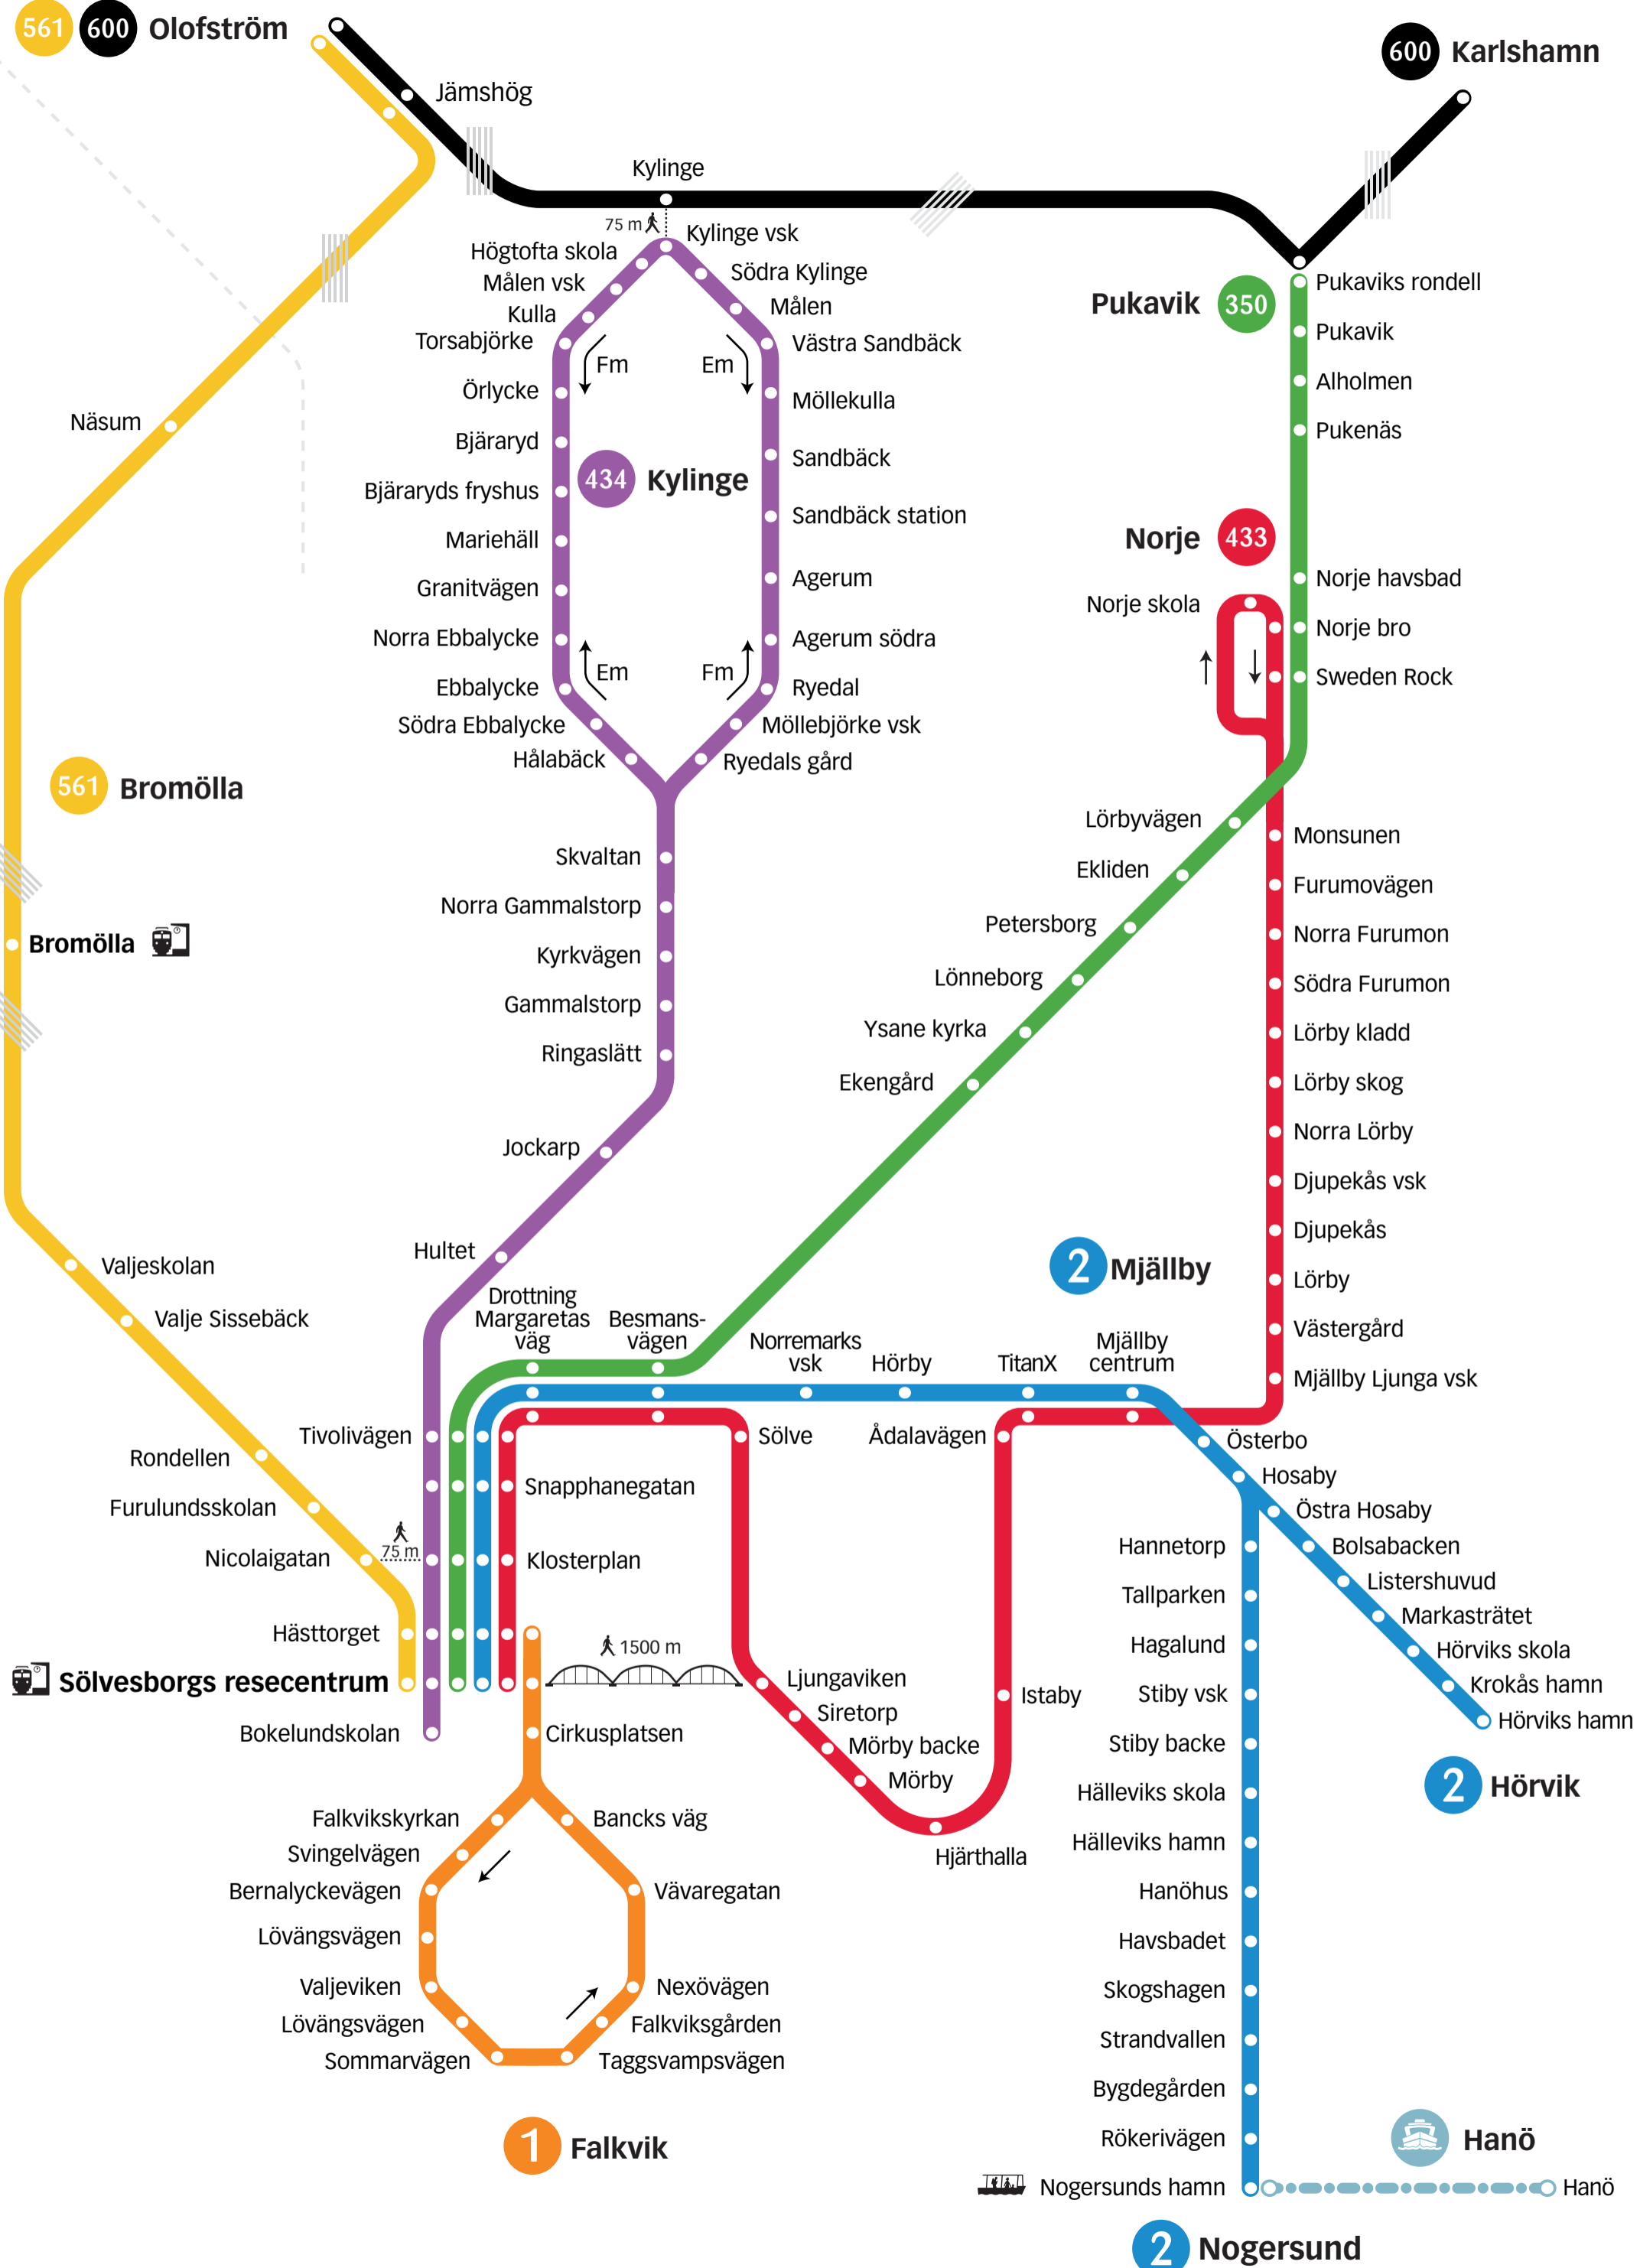 561 600 Olofström
600 Karlshamn
Jämshög
Kylinge
75 m
Kylinge vsk
Högtofta skola
Södra Kylinge
Målen vsk
Målen
Kulla
Torsabjörke
Västra Sandbäck
Fm
Em
Örlycke
Möllekulla
Bjäraryd
Sandbäck
434 Kylinge
Bjäraryds fryshus
Sandbäck station
Mariehäll
Agerum
Granitvägen
Norra Ebbalycke
Agerum södra
Em
Fm
Ebbalycke
Ryedal
Södra Ebbalycke
Möllebjörke vsk
Hålabäck
Ryedals gård
Skvaltan
Norra Gammalstorp
Kyrkvägen
Gammalstorp
Ringaslätt
Jockarp
Hultet
Näsum
561 Bromölla
Bromölla
Valjeskolan
Valje Sissebäck
Rondellen
Furulundsskolan
Nicolaigatan
75 m
Hästtorget
Sölvesborgs resecentrum
Bokelundskolan
Pukaviks rondell
Pukavik 350
Pukavik
Alholmen
Pukenäs
Norje 433
Norje havsbad
Norje skola
Norje bro
Sweden Rock
Lörbyvägen
Ekliden
Petersborg
Lönneborg
Ysane kyrka
Ekengård
Monsunen
Furumovägen
Norra Furumon
Södra Furumon
Lörby kladd
Lörby skog
Norra Lörby
Djupekås vsk
Djupekås
Lörby
Västergård
Mjällby Ljunga vsk
2 Mjällby
Drottning
Margaretas
väg
Besmans-
vägen
Norremarks
vsk
Hörby
TitanX
Mjällby
centrum
Tivolivägen
Sölve
Ådalavägen
Snapphanegatan
Klosterplan
1500 m
Ljungaviken
Siretorp
Mörby backe
Mörby
Hjärthalla
Istaby
Österbo
Hosaby
Östra Hosaby
Bolsabacken
Listershuvud
Markasträtet
Hörviks skola
Krokås hamn
Hörviks hamn
2 Hörvik
Hannetorp
Tallparken
Hagalund
Stiby vsk
Stiby backe
Hälleviks skola
Hälleviks hamn
Hanöhus
Havsbadet
Skogshagen
Strandvallen
Bygdegården
Rökerivägen
Nogersunds hamn
Hanö
Hanö
2 Nogersund
Cirkusplatsen
Falkvikskyrkan
Bancks väg
Svingelvägen
Bernalyckevägen
Vävaregatan
Lövängsvägen
Valjeviken
Nexövägen
Lövängsvägen
Falkviksgården
Sommarvägen
Taggsvampsvägen
1 Falkvik